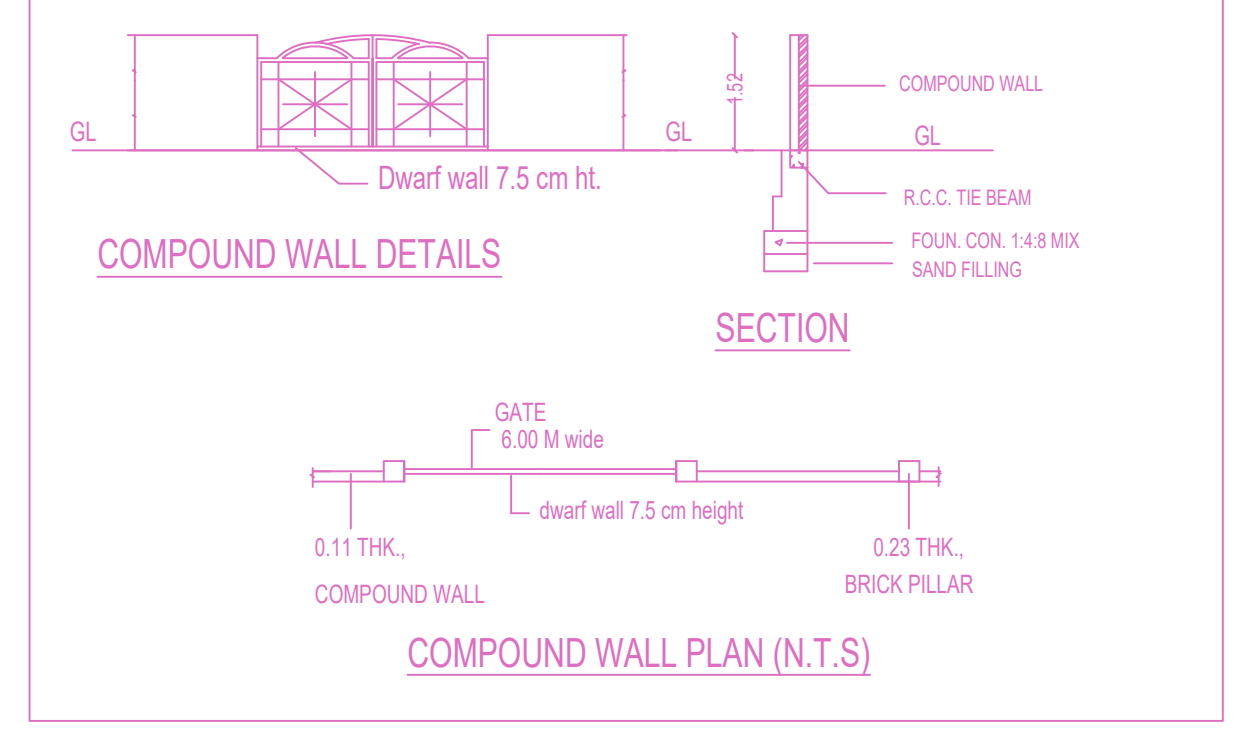 GL
GL
Dwarf wall 7.5 cm ht.
COMPOUND WALL DETAILS
1.52
COMPOUND WALL
GL
R.C.C. TIE BEAM
FOUN. CON. 1:4:8 MIX
SAND FILLING
SECTION
GATE
6.00 M wide
dwarf wall 7.5 cm height
0.11 THK.,
COMPOUND WALL
0.23 THK.,
BRICK PILLAR
COMPOUND WALL PLAN (N.T.S)